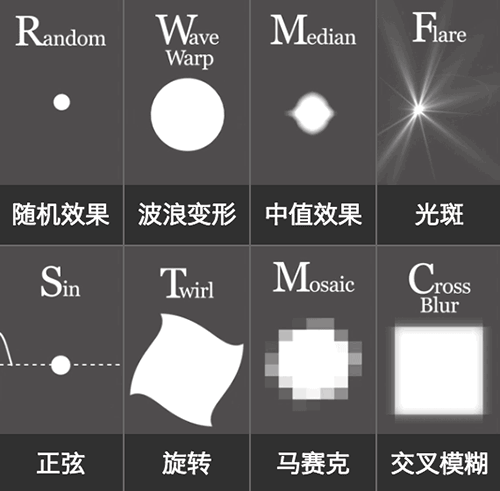 Random
Wave
Warp
Median
Flare
随机效果
波浪变形
中值效果
光斑
Sin
Twirl
Mosaic
Cross
Blur
正弦
旋转
马赛克
交叉模糊